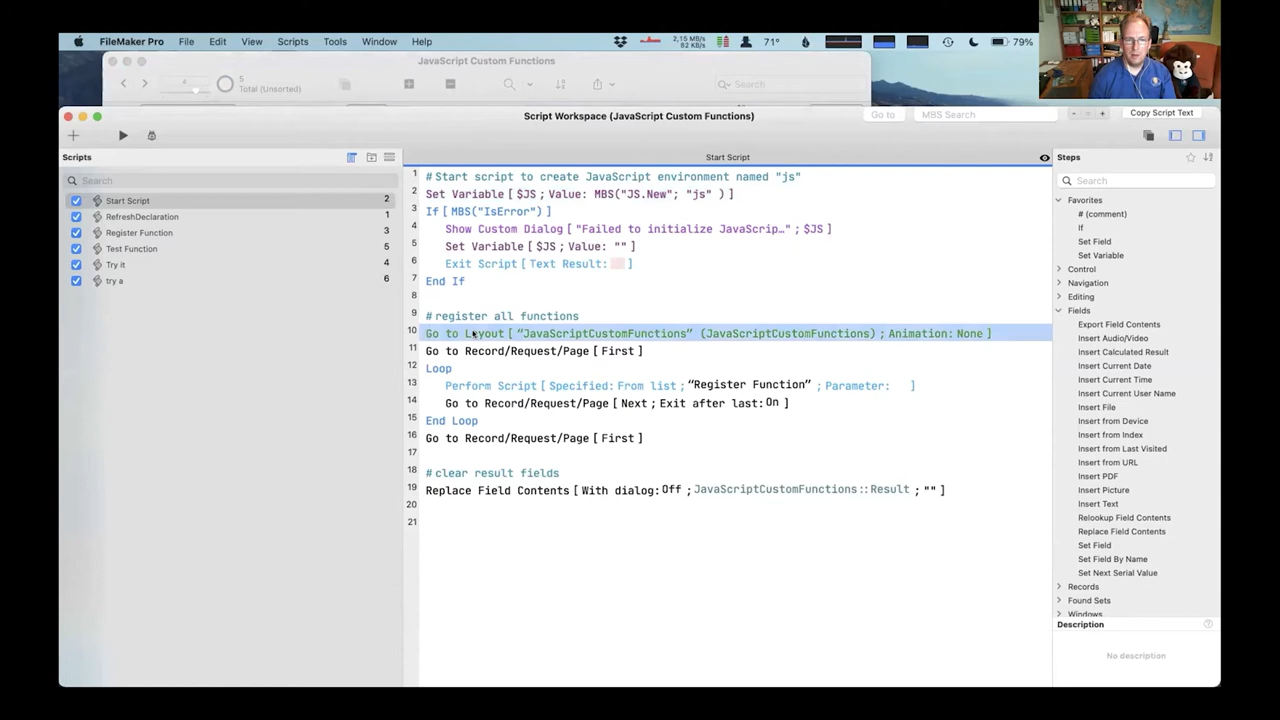 FileMaker Pro File Edit View Scripts Tools Window Help 2,15 MB/s 82 KB/s 71° 79%
JavaScript Custom Functions
4 5 Total (Unsorted) Search
Script Workspace (JavaScript Custom Functions) Go to MBS Search - + Copy Script Text
Scripts
Search
Start Script 2
RefreshDeclaration 1
Register Function 3
Test Function 5
Try it 4
try a 6
Start Script
1 # Start script to create JavaScript environment named "js"
2 Set Variable [ $JS ; Value: MBS("JS.New"; "js" ) ]
3 If [ MBS("IsError") ]
4 Show Custom Dialog [ "Failed to initialize JavaScrip…" ; $JS ]
5 Set Variable [ $JS ; Value: "" ]
6 Exit Script [ Text Result: ]
7 End If
8
9 # register all functions
10 Go to Layout [ “JavaScriptCustomFunctions” (JavaScriptCustomFunctions) ; Animation: None ]
11 Go to Record/Request/Page [ First ]
12 Loop
13 Perform Script [ Specified: From list ; “Register Function” ; Parameter: ]
14 Go to Record/Request/Page [ Next ; Exit after last: On ]
15 End Loop
16 Go to Record/Request/Page [ First ]
17
18 # clear result fields
19 Replace Field Contents [ With dialog: Off ; JavaScriptCustomFunctions::Result ; "" ]
20
21
Steps
Search
Favorites
# (comment)
If
Set Field
Set Variable
Control
Navigation
Editing
Fields
Export Field Contents
Insert Audio/Video
Insert Calculated Result
Insert Current Date
Insert Current Time
Insert Current User Name
Insert File
Insert from Device
Insert from Index
Insert from Last Visited
Insert from URL
Insert PDF
Insert Picture
Insert Text
Relookup Field Contents
Replace Field Contents
Set Field
Set Field By Name
Set Next Serial Value
Records
Found Sets
Windows
Description
No description